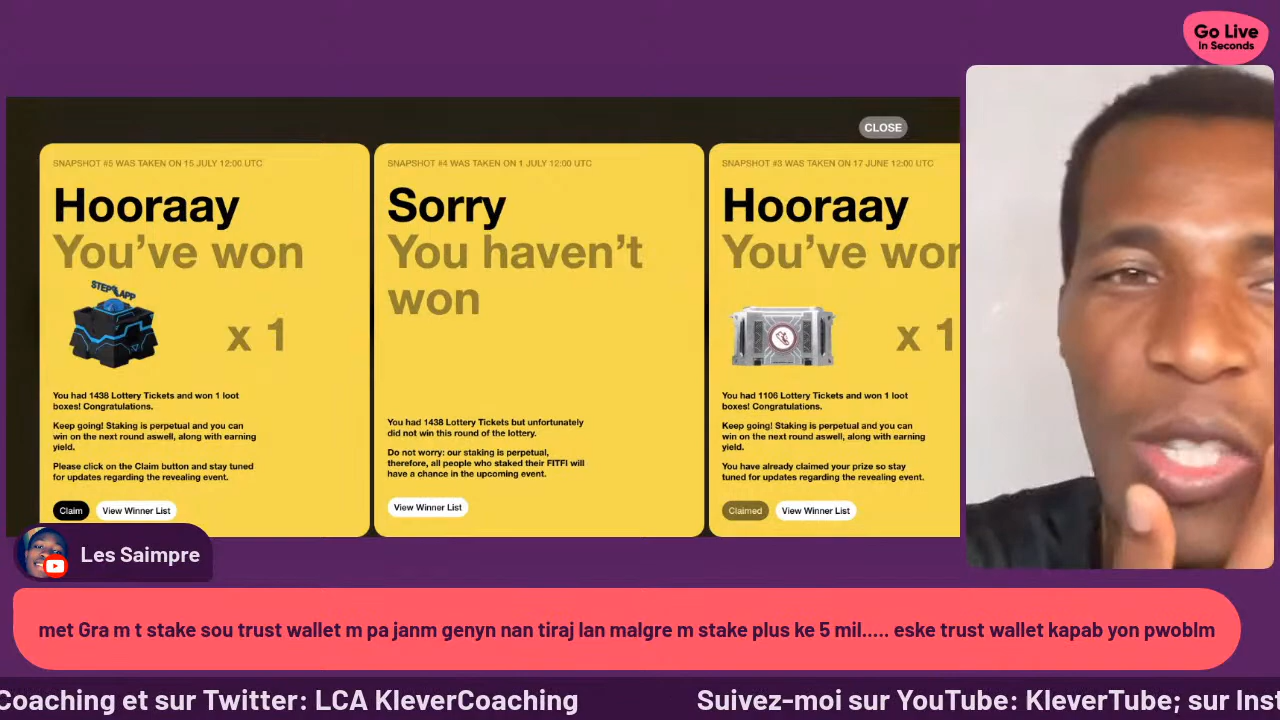 Go Live
In Seconds
CLOSE
SNAPSHOT #5 WAS TAKEN ON 15 JULY 12:00 UTC
Hooraay
You've won
STEP APP
x 1
You had 1438 Lottery Tickets and won 1 loot
boxes! Congratulations.
Keep going! Staking is perpetual and you can
win on the next round aswell, along with earning
yield.
Please click on the Claim button and stay tuned
for updates regarding the revealing event.
Claim
View Winner List
SNAPSHOT #4 WAS TAKEN ON 1 JULY 12:00 UTC
Sorry
You haven't
won
You had 1438 Lottery Tickets but unfortunately
did not win this round of the lottery.
Do not worry: our staking is perpetual,
therefore, all people who staked their FITFI will
have a chance in the upcoming event.
View Winner List
SNAPSHOT #3 WAS TAKEN ON 17 JUNE 12:00 UTC
Hooraay
You've wo
x 1
You had 1106 Lottery Tickets and won 1 loot
boxes! Congratulations.
Keep going! Staking is perpetual and you can
win on the next round aswell, along with earning
yield.
You have already claimed your prize so stay
tuned for updates regarding the revealing event.
Claimed
View Winner List
Les Saimpre
met Gra m t stake sou trust wallet m pa janm genyn nan tiraj lan malgre m stake plus ke 5 mil..... eske trust wallet kapab yon pwoblm
Coaching et sur Twitter: LCA KleverCoaching
Suivez-moi sur YouTube: KleverTube; sur Inst